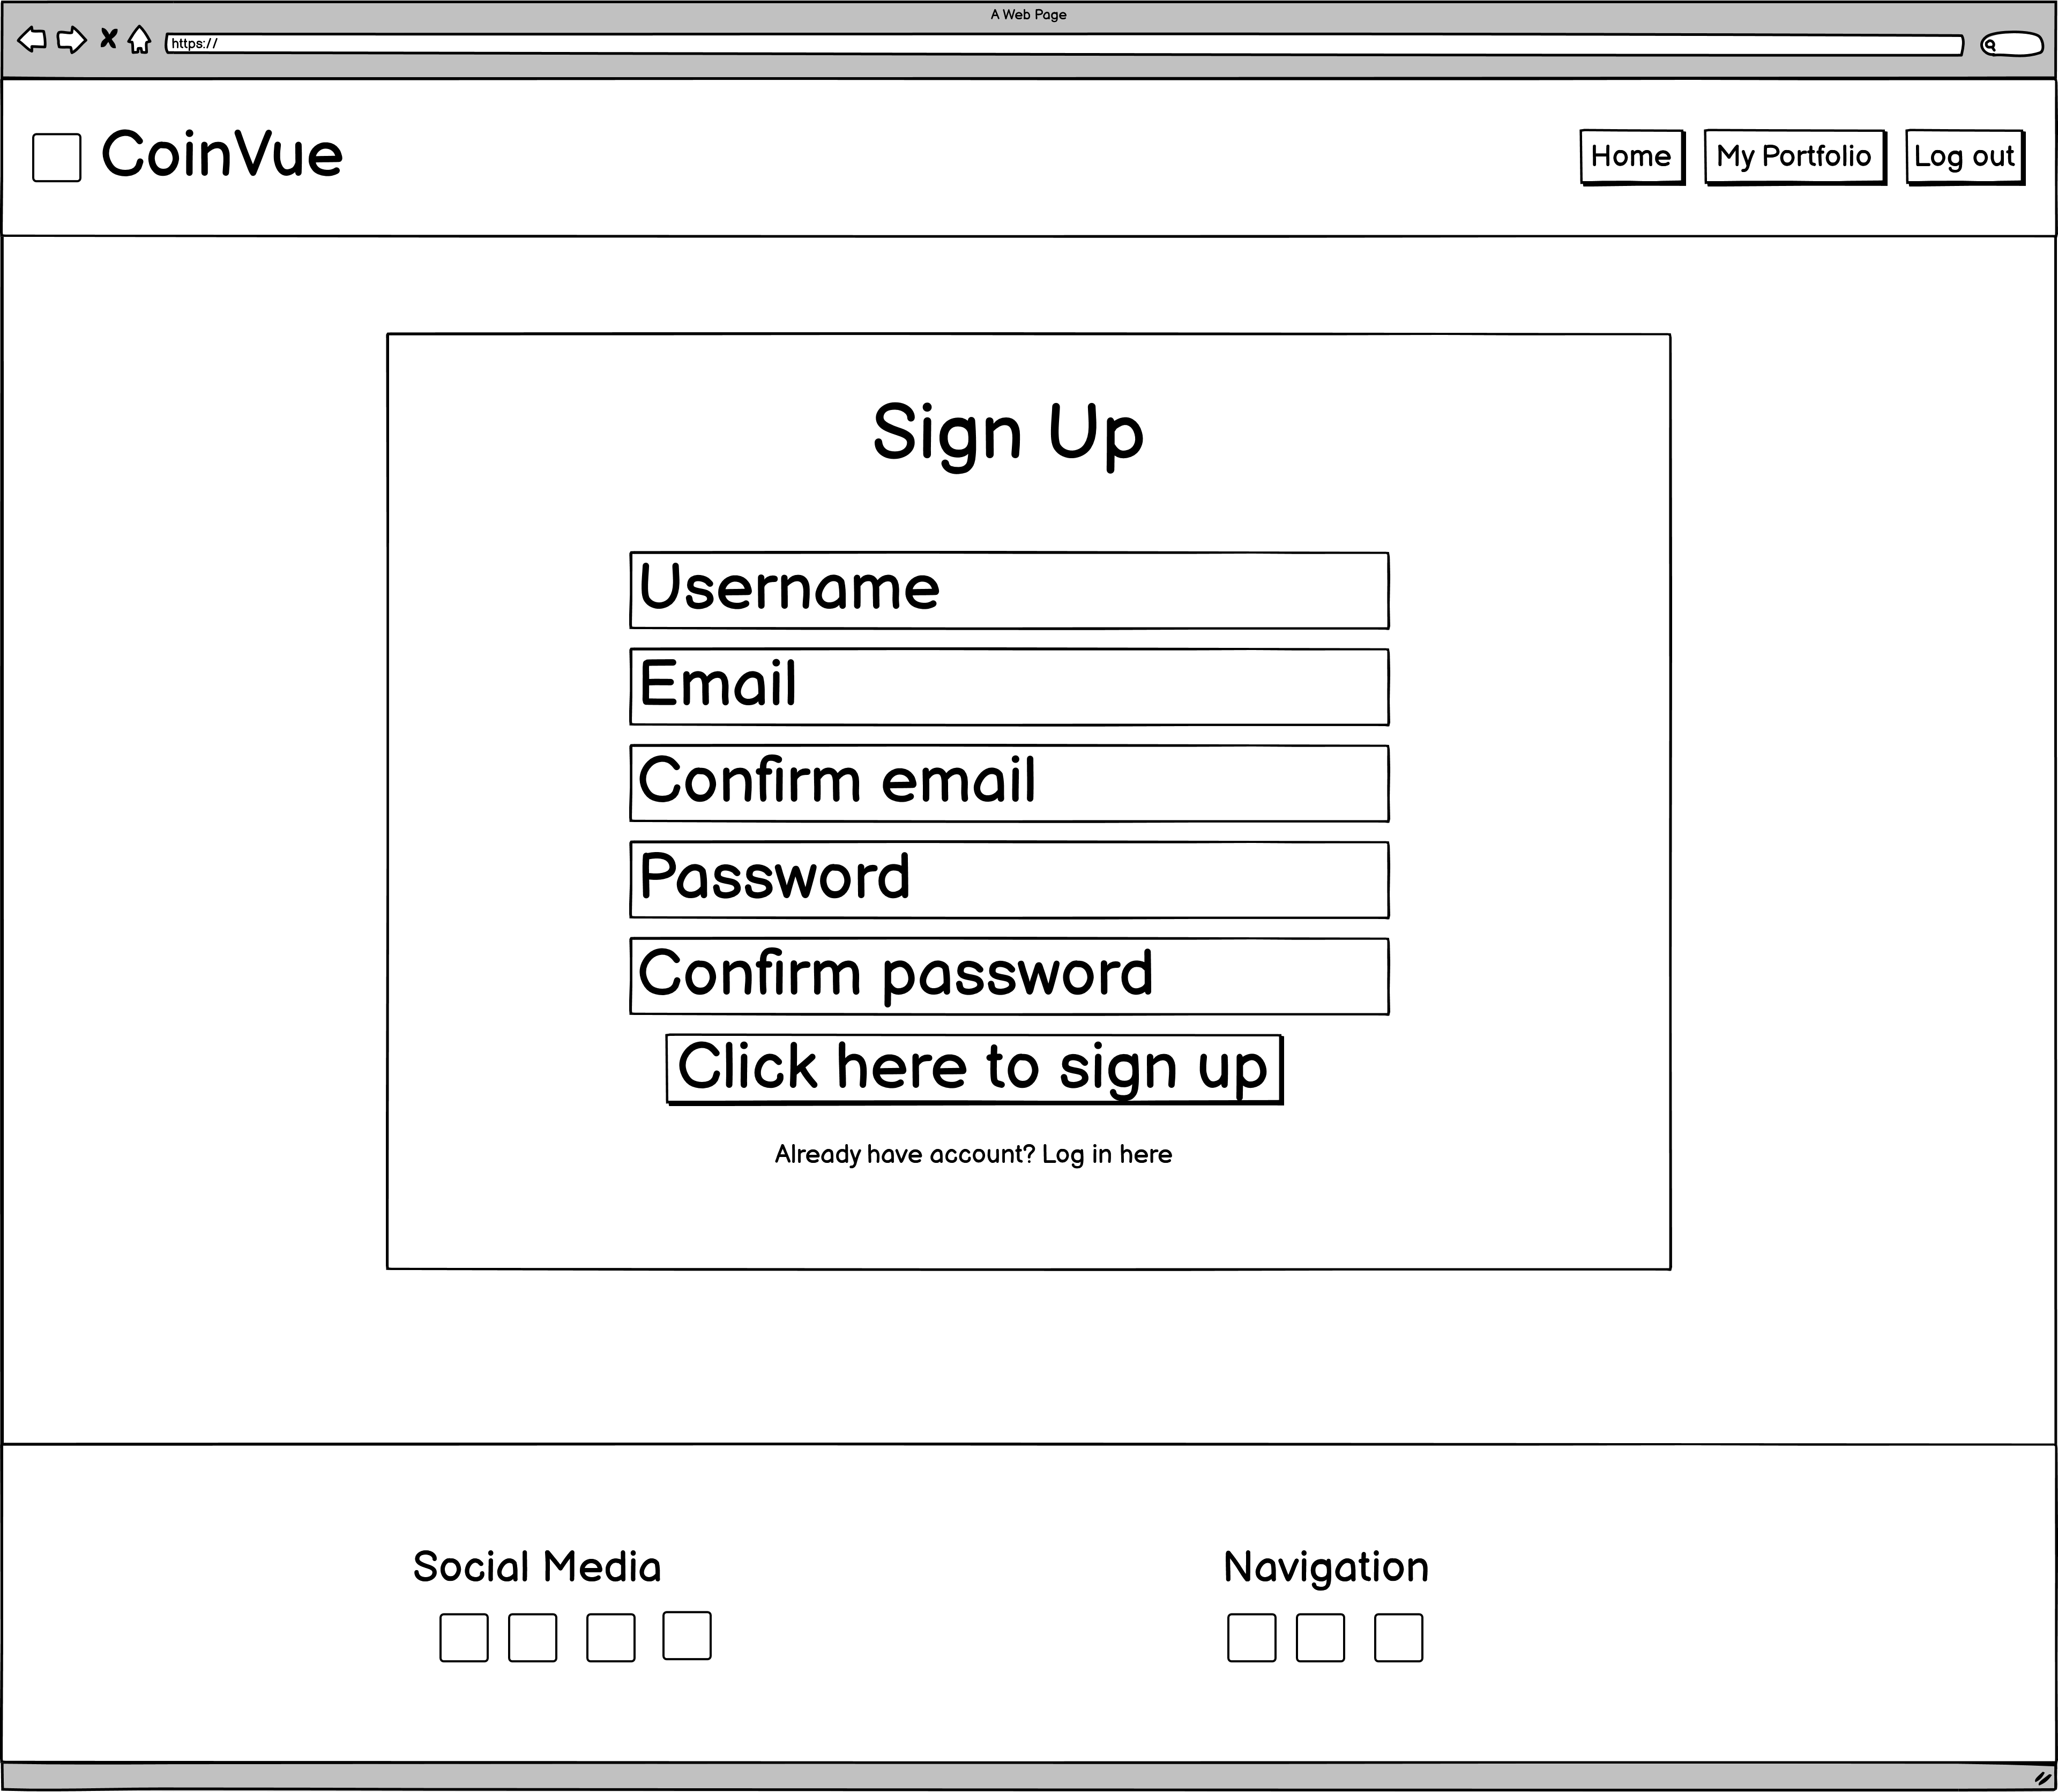 A Web Page
https://
CoinVue
Home My Portfolio Log out
Sign Up
Username
Email
Confirm email
Password
Confirm password
Click here to sign up
Already have account? Log in here
Social Media Navigation